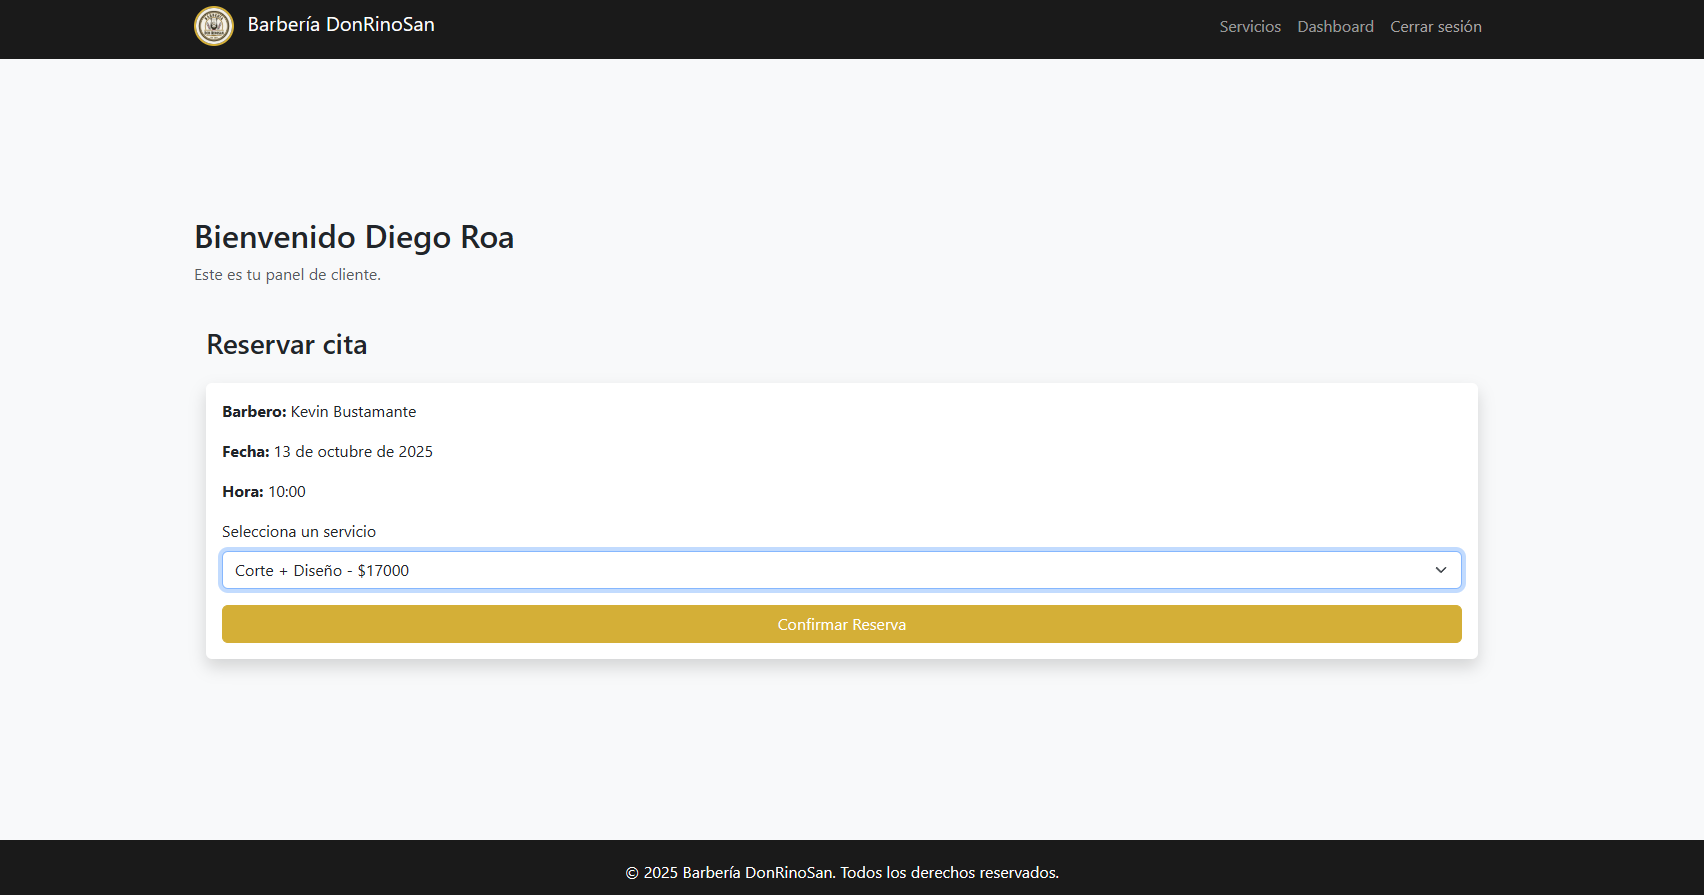 Barbería DonRinoSan
Servicios Dashboard Cerrar sesión
Bienvenido Diego Roa
Este es tu panel de cliente.
Reservar cita
Barbero: Kevin Bustamante
Fecha: 13 de octubre de 2025
Hora: 10:00
Selecciona un servicio
Corte + Diseño - $17000
Confirmar Reserva
© 2025 Barbería DonRinoSan. Todos los derechos reservados.